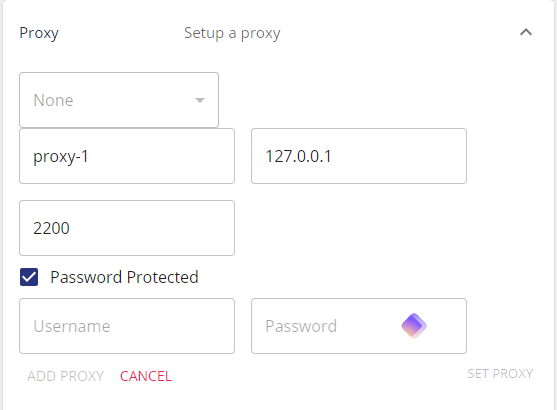 Proxy Setup a proxy
None
proxy-1 127.0.0.1
2200
Password Protected
Username Password
ADD PROXY CANCEL SET PROXY